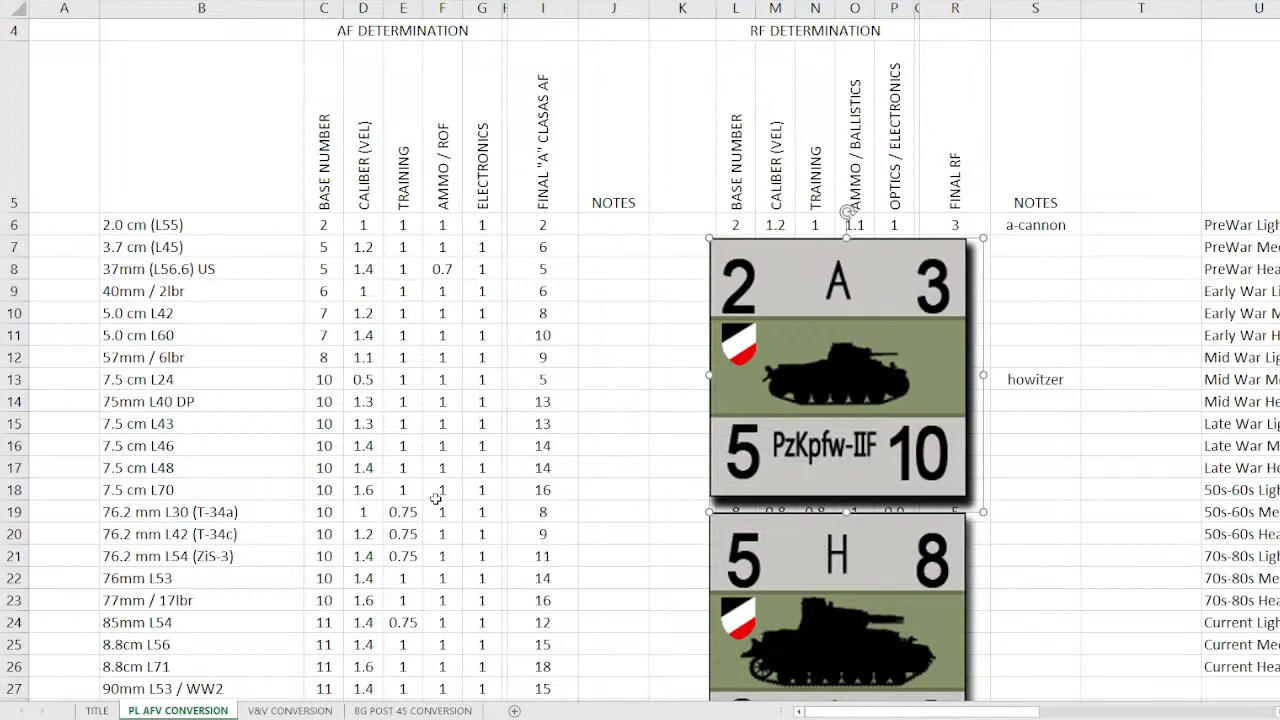 A B C D E F G H I J K L M N O P R S T U
4 AF DETERMINATION RF DETERMINATION
5 BASE NUMBER CALIBER (VEL) TRAINING AMMO / ROF ELECTRONICS FINAL "A" CLASAS AF NOTES BASE NUMBER CALIBER (VEL) TRAINING AMMO / BALLISTICS OPTICS / ELECTRONICS FINAL RF NOTES
6 2.0 cm (L55) 2 1 1 1 1 2 2 1.2 1 1.1 1 3 a-cannon PreWar Ligh
7 3.7 cm (L45) 5 1.2 1 1 1 6 PreWar Med
8 37mm (L56.6) US 5 1.4 1 0.7 1 5 PreWar Hea
9 40mm / 2lbr 6 1 1 1 1 6 Early War Li
10 5.0 cm L42 7 1.2 1 1 1 8 Early War M
11 5.0 cm L60 7 1.4 1 1 1 10 Early War H
12 57mm / 6lbr 8 1.1 1 1 1 9 Mid War Lig
13 7.5 cm L24 10 0.5 1 1 1 5 howitzer Mid War Me
14 75mm L40 DP 10 1.3 1 1 1 13 Mid War He
15 7.5 cm L43 10 1.3 1 1 1 13 Late War Lig
16 7.5 cm L46 10 1.4 1 1 1 14 Late War M
17 7.5 cm L48 10 1.4 1 1 1 14 Late War He
18 7.5 cm L70 10 1.6 1 1 1 16 50s-60s Ligh
19 76.2 mm L30 (T-34a) 10 1 0.75 1 1 8 50s-60s Me
20 76.2 mm L42 (T-34c) 10 1.2 0.75 1 1 9 50s-60s Hea
21 76.2 mm L54 (ZiS-3) 10 1.4 0.75 1 1 11 70s-80s Ligh
22 76mm L53 10 1.4 1 1 1 14 70s-80s Me
23 77mm / 17lbr 10 1.6 1 1 1 16 70s-80s Hea
24 85mm L54 11 1.4 0.75 1 1 12 Current Ligh
25 8.8cm L56 11 1.4 1 1 1 15 Current Me
26 8.8cm L71 11 1.6 1 1 1 18 Current Hea
27 90mm L53 / WW2 11 1.4 1 1 1 15
2 A 3
5 PzKpfw-IIF 10
5 H 8
TITLE PL AFV CONVERSION V&V CONVERSION BG POST 45 CONVERSION